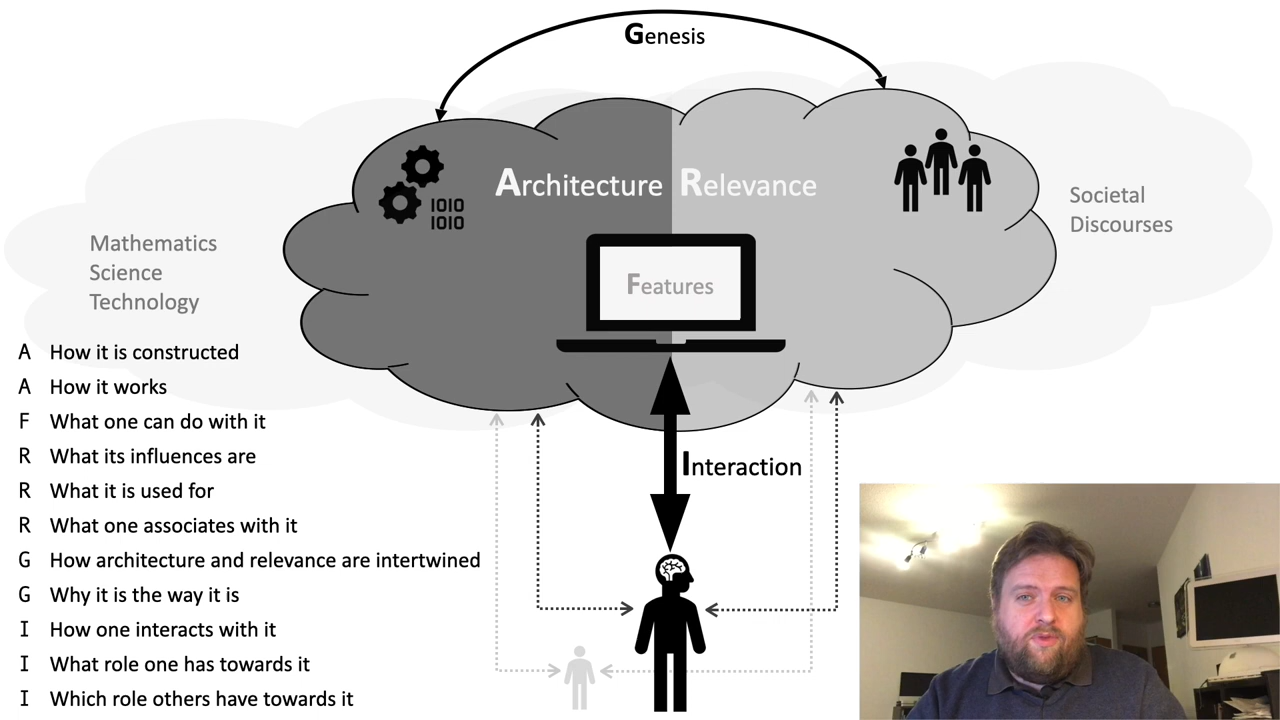 Genesis
Architecture
Relevance
1010
1010
Features
Mathematics
Science
Technology
Societal
Discourses
Interaction
A How it is constructed
A How it works
F What one can do with it
R What its influences are
R What it is used for
R What one associates with it
G How architecture and relevance are intertwined
G Why it is the way it is
I How one interacts with it
I What role one has towards it
I Which role others have towards it